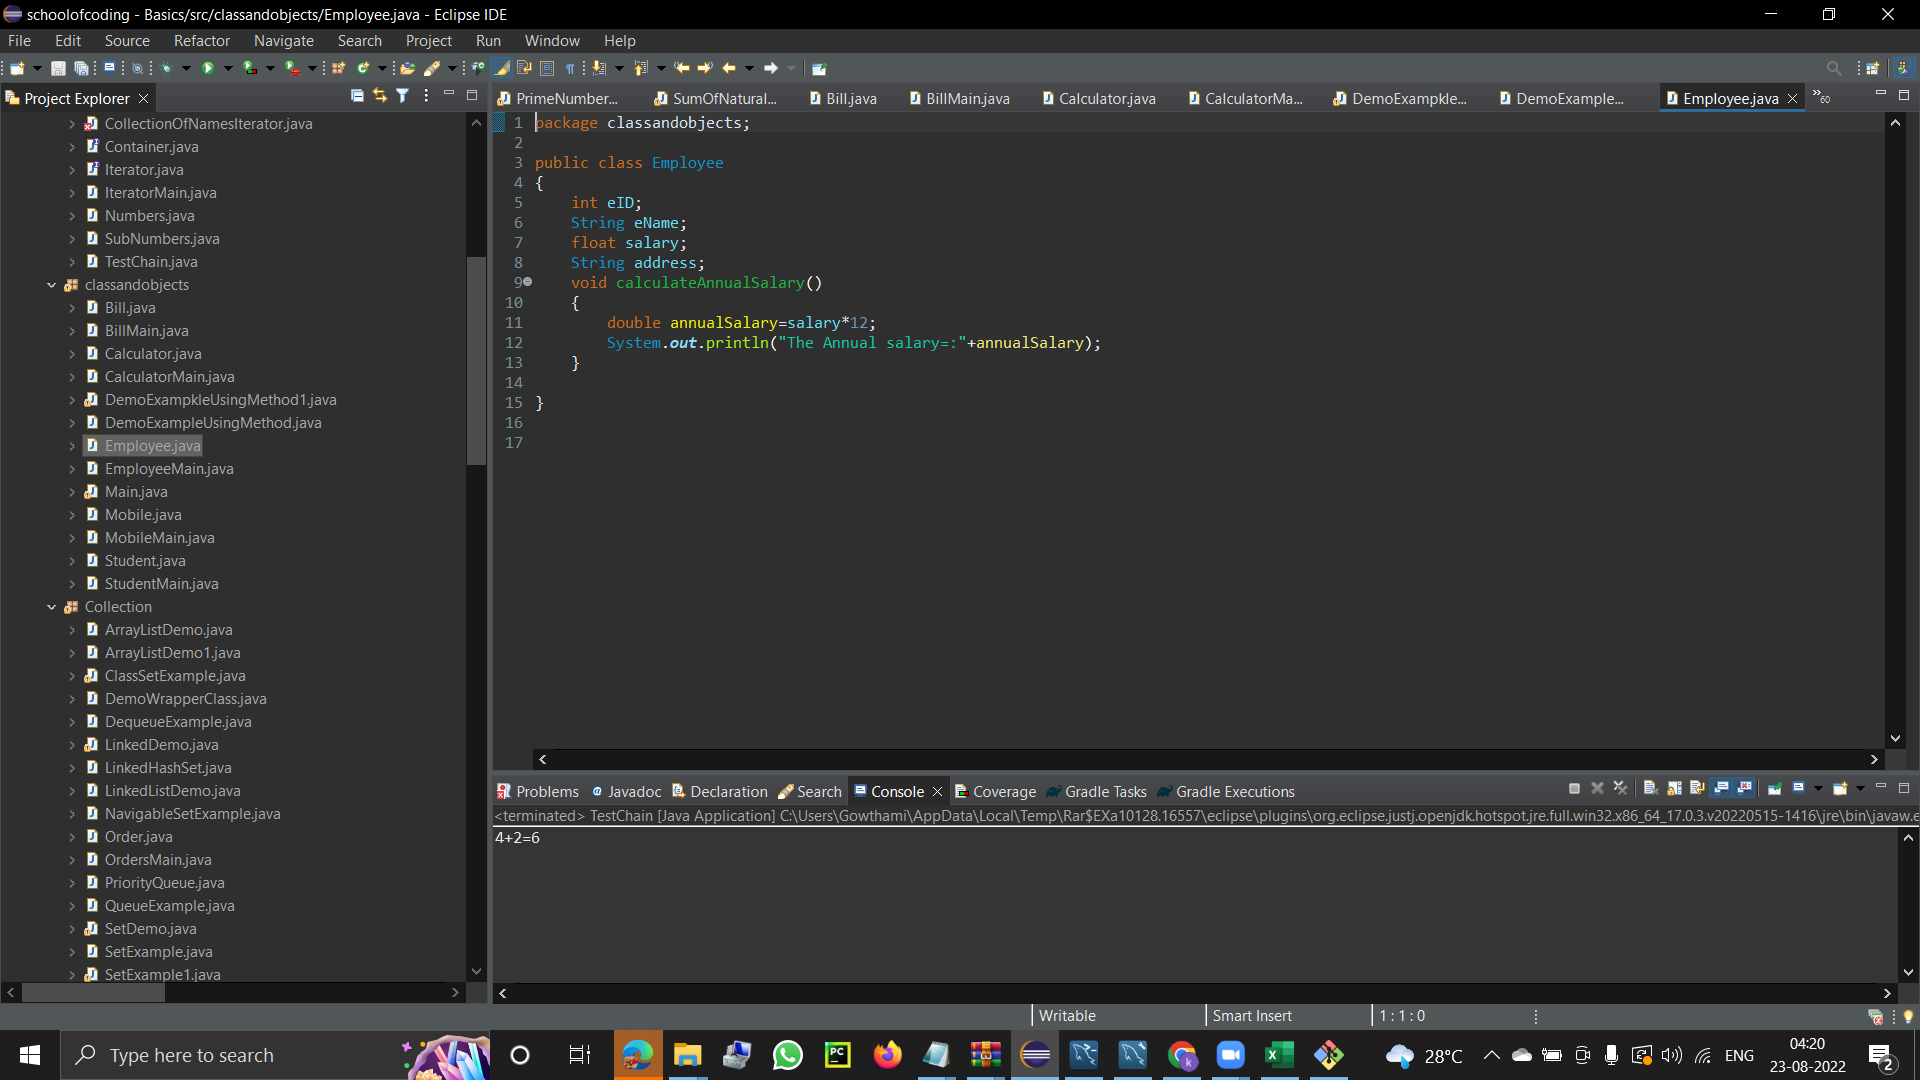 schoolofcoding - Basics/src/classandobjects/Employee.java - Eclipse IDE
File Edit Source Refactor Navigate Search Project Run Window Help
Project Explorer
CollectionOfNamesIterator.java
Container.java
Iterator.java
IteratorMain.java
Numbers.java
SubNumbers.java
TestChain.java
classandobjects
Bill.java
BillMain.java
Calculator.java
CalculatorMain.java
DemoExampkleUsingMethod1.java
DemoExampleUsingMethod.java
Employee.java
EmployeeMain.java
Main.java
Mobile.java
MobileMain.java
Student.java
StudentMain.java
Collection
ArrayListDemo.java
ArrayListDemo1.java
ClassSetExample.java
DemoWrapperClass.java
DequeueExample.java
LinkedDemo.java
LinkedHashSet.java
LinkedListDemo.java
NavigableSetExample.java
Order.java
OrdersMain.java
PriorityQueue.java
QueueExample.java
SetDemo.java
SetExample.java
SetExample1.java
PrimeNumber... SumOfNatural... Bill.java BillMain.java Calculator.java CalculatorMa... DemoExampkle... DemoExample... Employee.java 60
1 package classandobjects;
2
3 public class Employee
4 {
5 int eID;
6 String eName;
7 float salary;
8 String address;
9 void calculateAnnualSalary()
10 {
11 double annualSalary=salary*12;
12 System.out.println("The Annual salary=:"+annualSalary);
13 }
14
15 }
16
17
Problems Javadoc Declaration Search Console Coverage Gradle Tasks Gradle Executions
<terminated> TestChain [Java Application] C:\Users\Gowthami\AppData\Local\Temp\Rar$EXa10128.16557\eclipse\plugins\org.eclipse.justj.openjdk.hotspot.jre.full.win32.x86_64_17.0.3.v20220515-1416\jre\bin\javaw.e
4+2=6
Writable Smart Insert 1 : 1 : 0
Type here to search
PC
k
28°C
ENG
04:20
23-08-2022
2